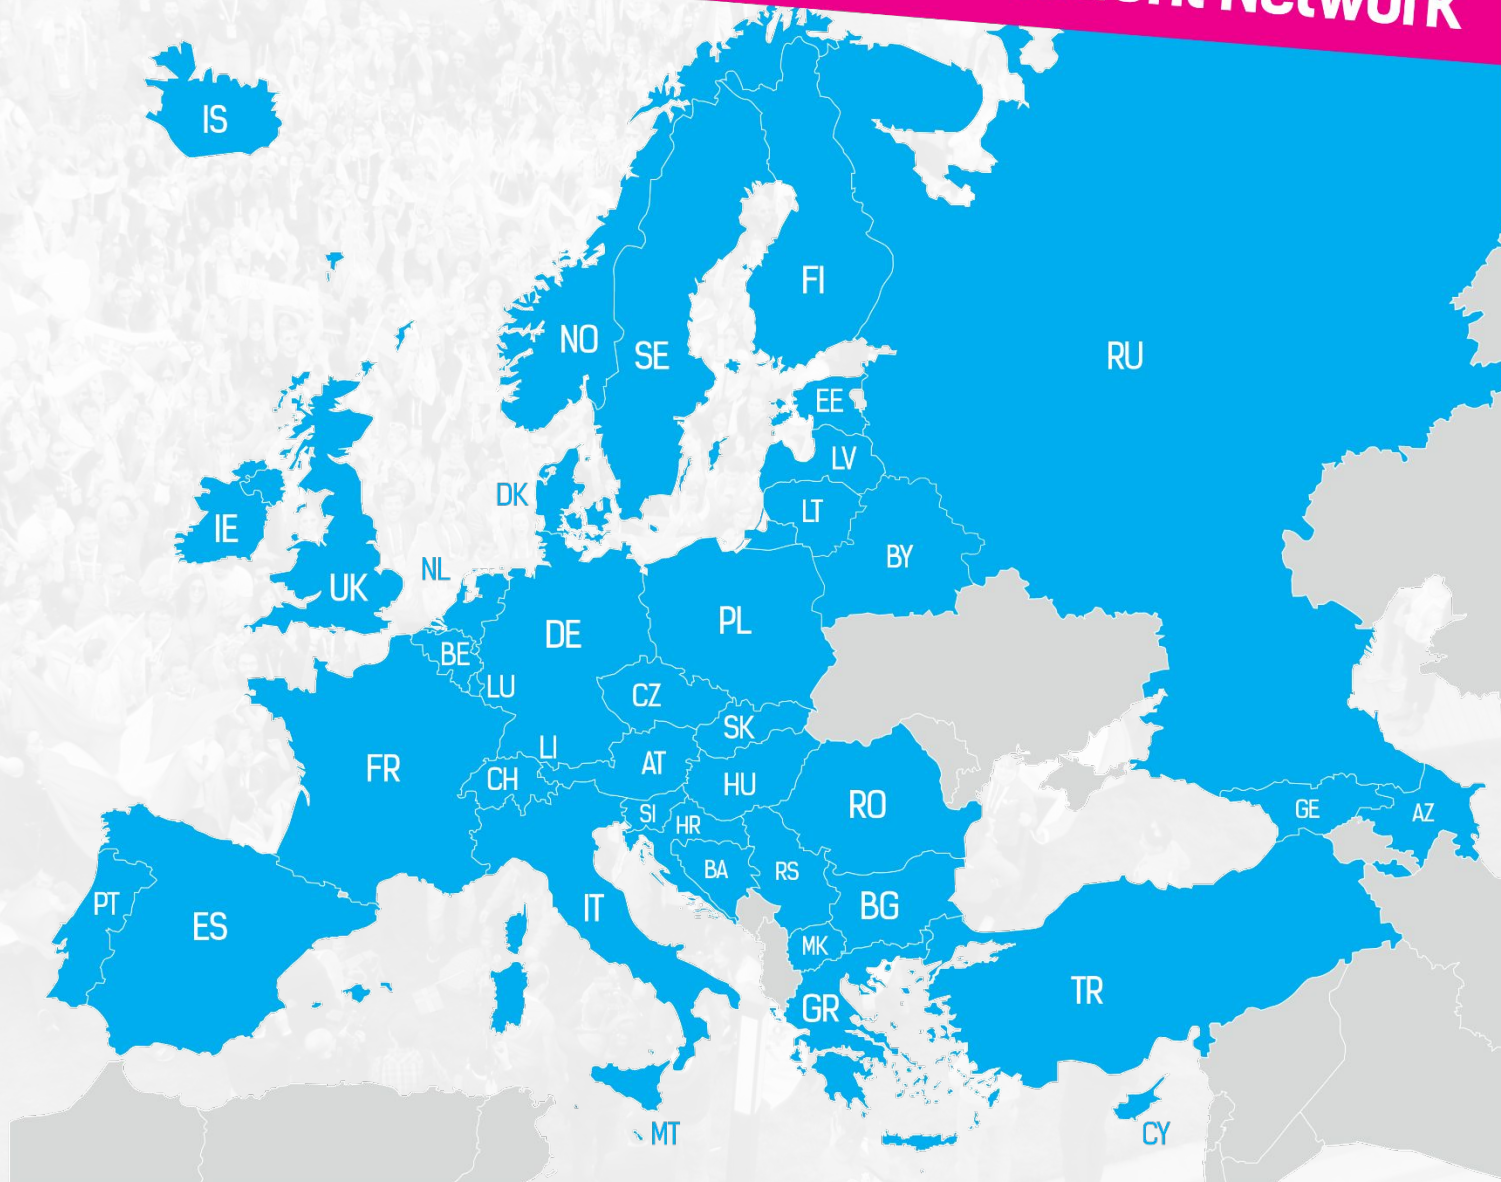 Network
IS
FI
NO
SE
RU
EE
LV
DK
LT
IE
BY
NL
UK
PL
DE
BE
LU
CZ
SK
LI
AT
FR
CH
HU
RO
GE
AZ
SI
HR
BA
RS
PT
ES
IT
BG
MK
TR
GR
MT
CY